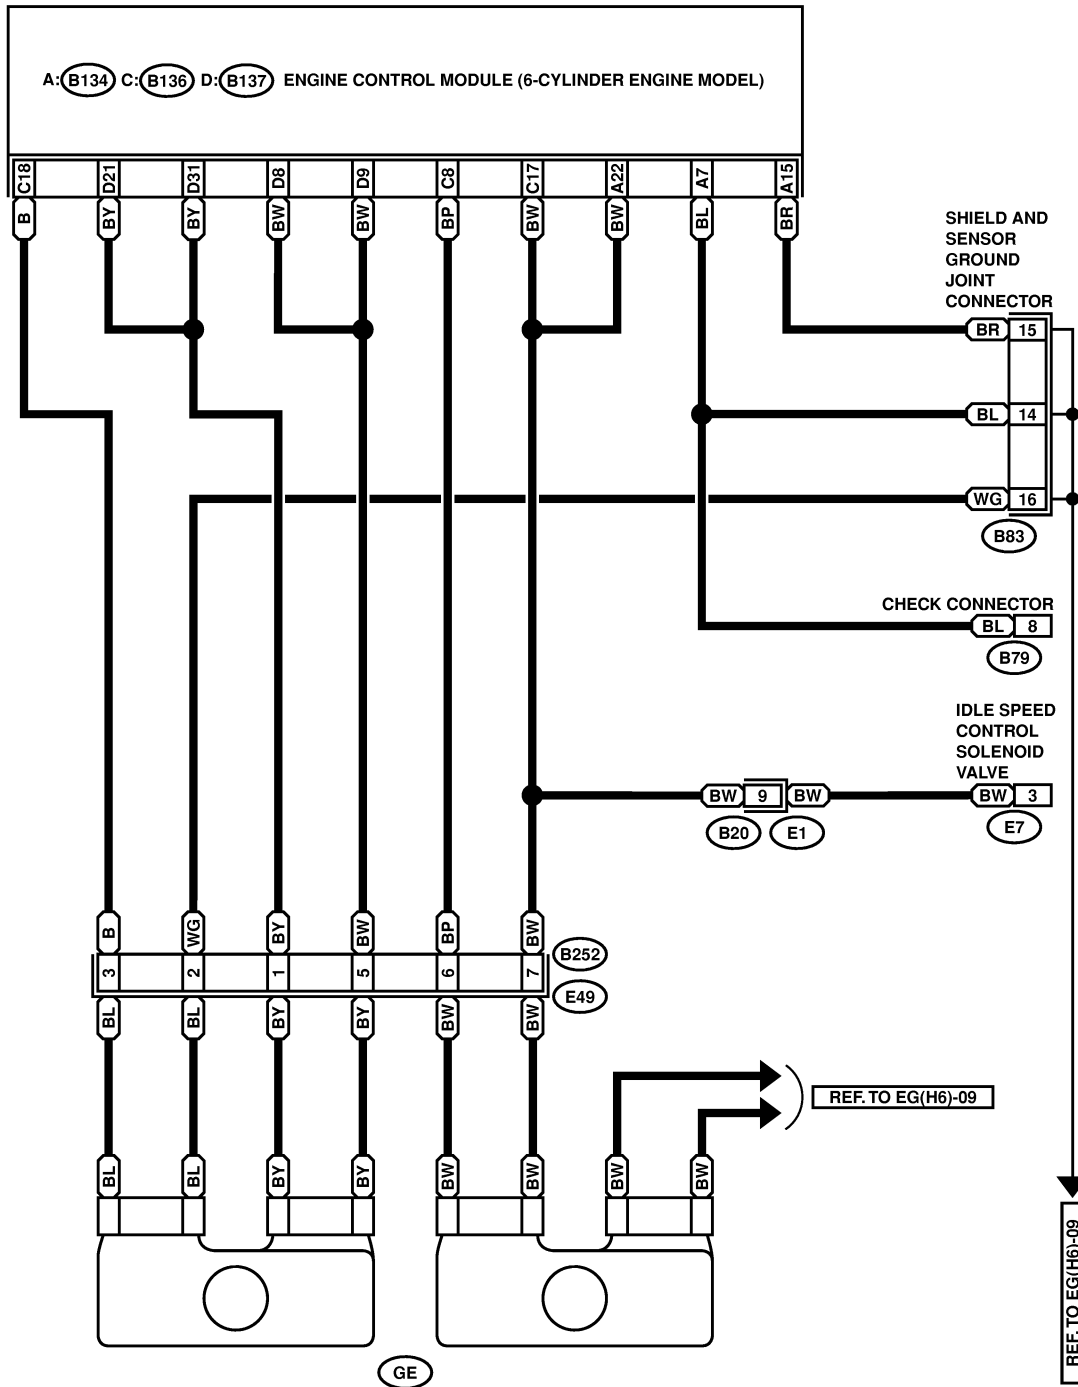 A: B134 C: B136 D: B137 ENGINE CONTROL MODULE (6-CYLINDER ENGINE MODEL)
C18 D21 D31 D8 D9 C8 C17 A22 A7 A15
B BY BY BW BW BP BW BW BL BR
SHIELD AND
SENSOR
GROUND
JOINT
CONNECTOR
BR 15
BL 14
WG 16
B83
CHECK CONNECTOR
BL 8
B79
IDLE SPEED
CONTROL
SOLENOID
VALVE
BW 9 BW BW 3
B20 E1 E7
B WG BY BW BP BW
B252
3 2 1 5 6 7
E49
BL BL BY BY BW BW
REF. TO EG(H6)-09
BL BL BY BY BW BW BW BW
REF. TO EG(H6)-09
GE